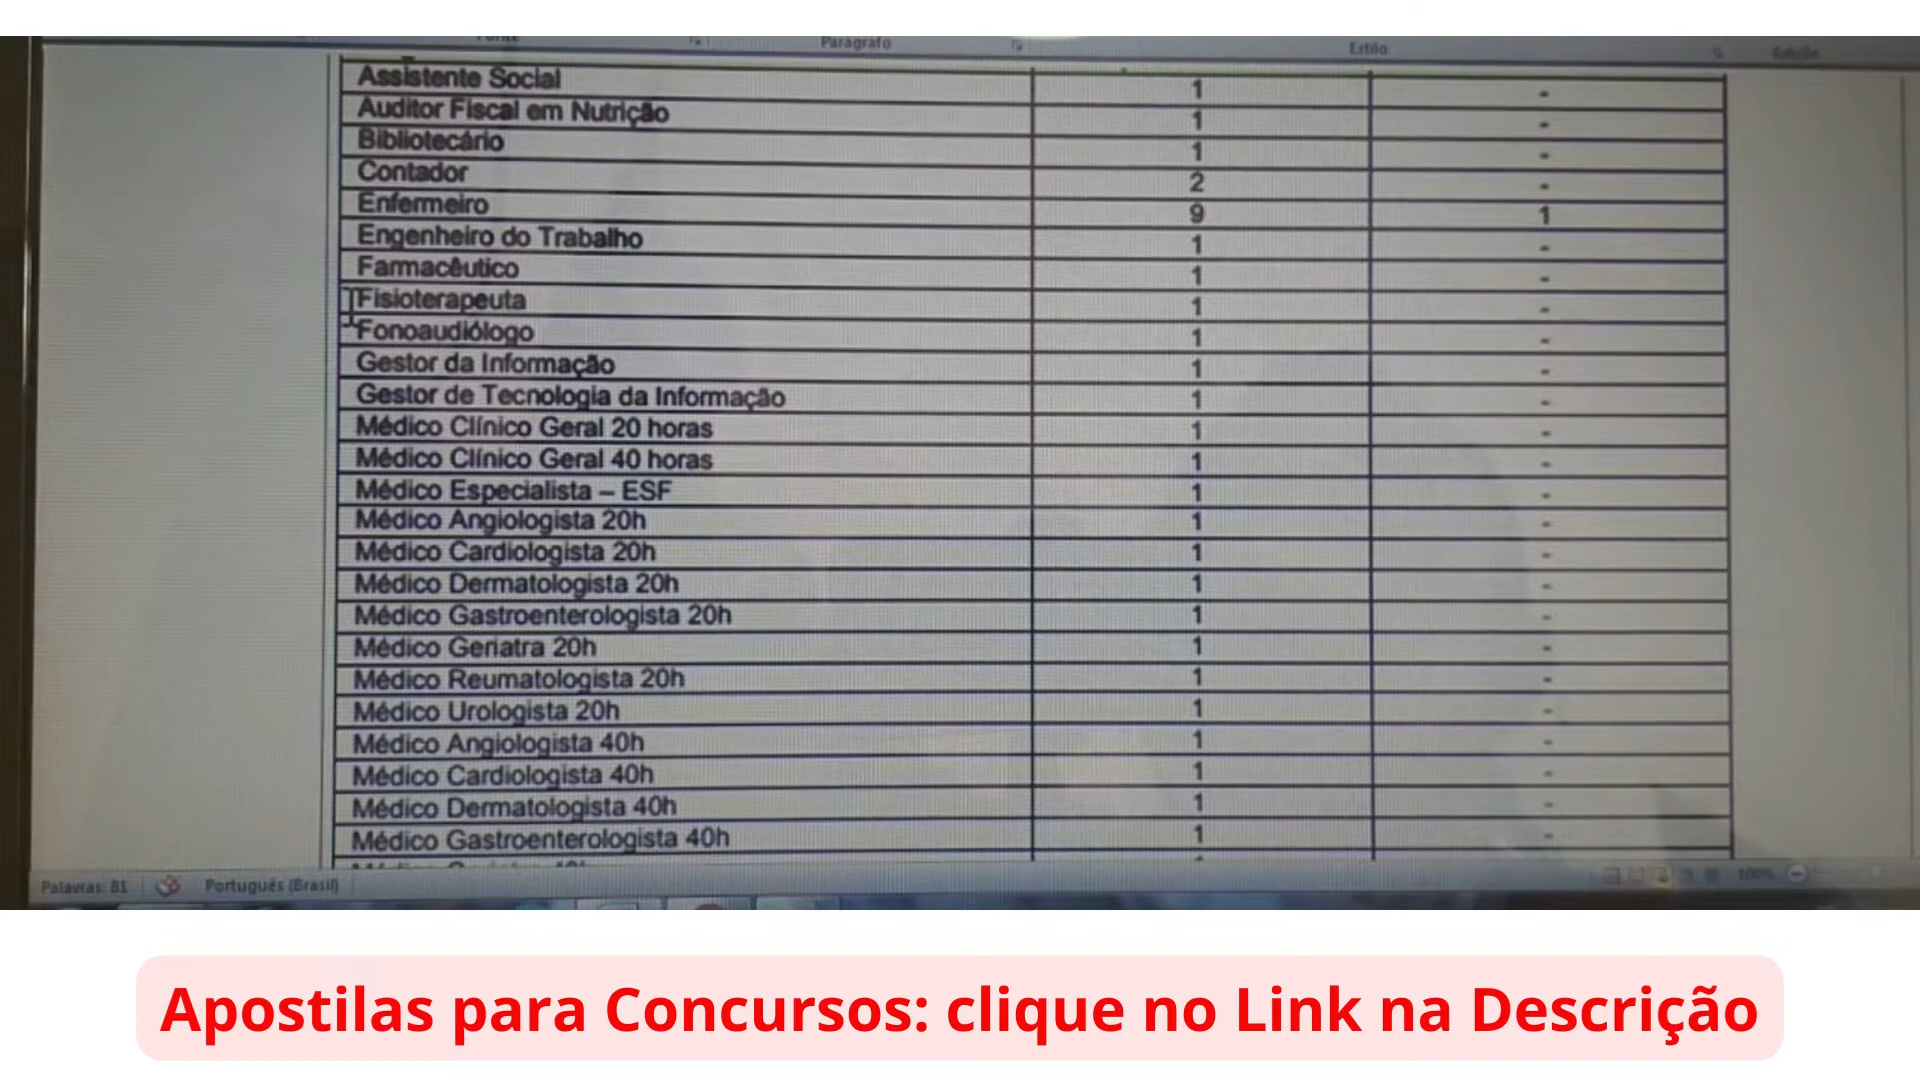 Parágrafo
Estilo
Assistente Social 1 -
Auditor Fiscal em Nutrição 1 -
Bibliotecário 1 -
Contador 2 -
Enfermeiro 9 1
Engenheiro do Trabalho 1 -
Farmacêutico 1 -
Fisioterapeuta 1 -
Fonoaudiólogo 1 -
Gestor da Informação 1 -
Gestor de Tecnologia da Informação 1 -
Médico Clínico Geral 20 horas 1 -
Médico Clínico Geral 40 horas 1 -
Médico Especialista – ESF 1 -
Médico Angiologista 20h 1 -
Médico Cardiologista 20h 1 -
Médico Dermatologista 20h 1 -
Médico Gastroenterologista 20h 1 -
Médico Geriatra 20h 1 -
Médico Reumatologista 20h 1 -
Médico Urologista 20h 1 -
Médico Angiologista 40h 1 -
Médico Cardiologista 40h 1 -
Médico Dermatologista 40h 1 -
Médico Gastroenterologista 40h 1 -
Palavras: 81 Português (Brasil) 100%
Apostilas para Concursos: clique no Link na Descrição